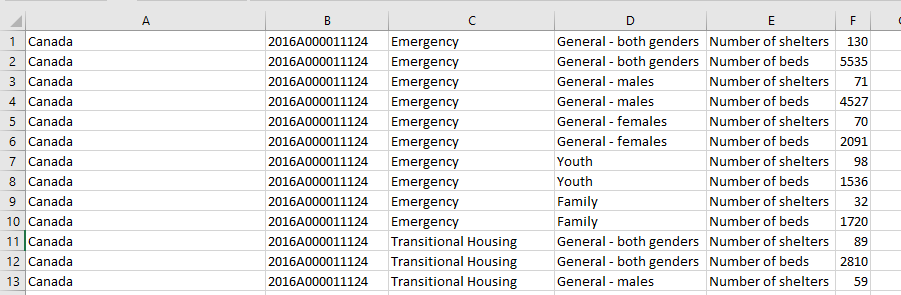 A B C D E F
1 Canada 2016A000011124 Emergency General - both genders Number of shelters 130
2 Canada 2016A000011124 Emergency General - both genders Number of beds 5535
3 Canada 2016A000011124 Emergency General - males Number of shelters 71
4 Canada 2016A000011124 Emergency General - males Number of beds 4527
5 Canada 2016A000011124 Emergency General - females Number of shelters 70
6 Canada 2016A000011124 Emergency General - females Number of beds 2091
7 Canada 2016A000011124 Emergency Youth Number of shelters 98
8 Canada 2016A000011124 Emergency Youth Number of beds 1536
9 Canada 2016A000011124 Emergency Family Number of shelters 32
10 Canada 2016A000011124 Emergency Family Number of beds 1720
11 Canada 2016A000011124 Transitional Housing General - both genders Number of shelters 89
12 Canada 2016A000011124 Transitional Housing General - both genders Number of beds 2810
13 Canada 2016A000011124 Transitional Housing General - males Number of shelters 59